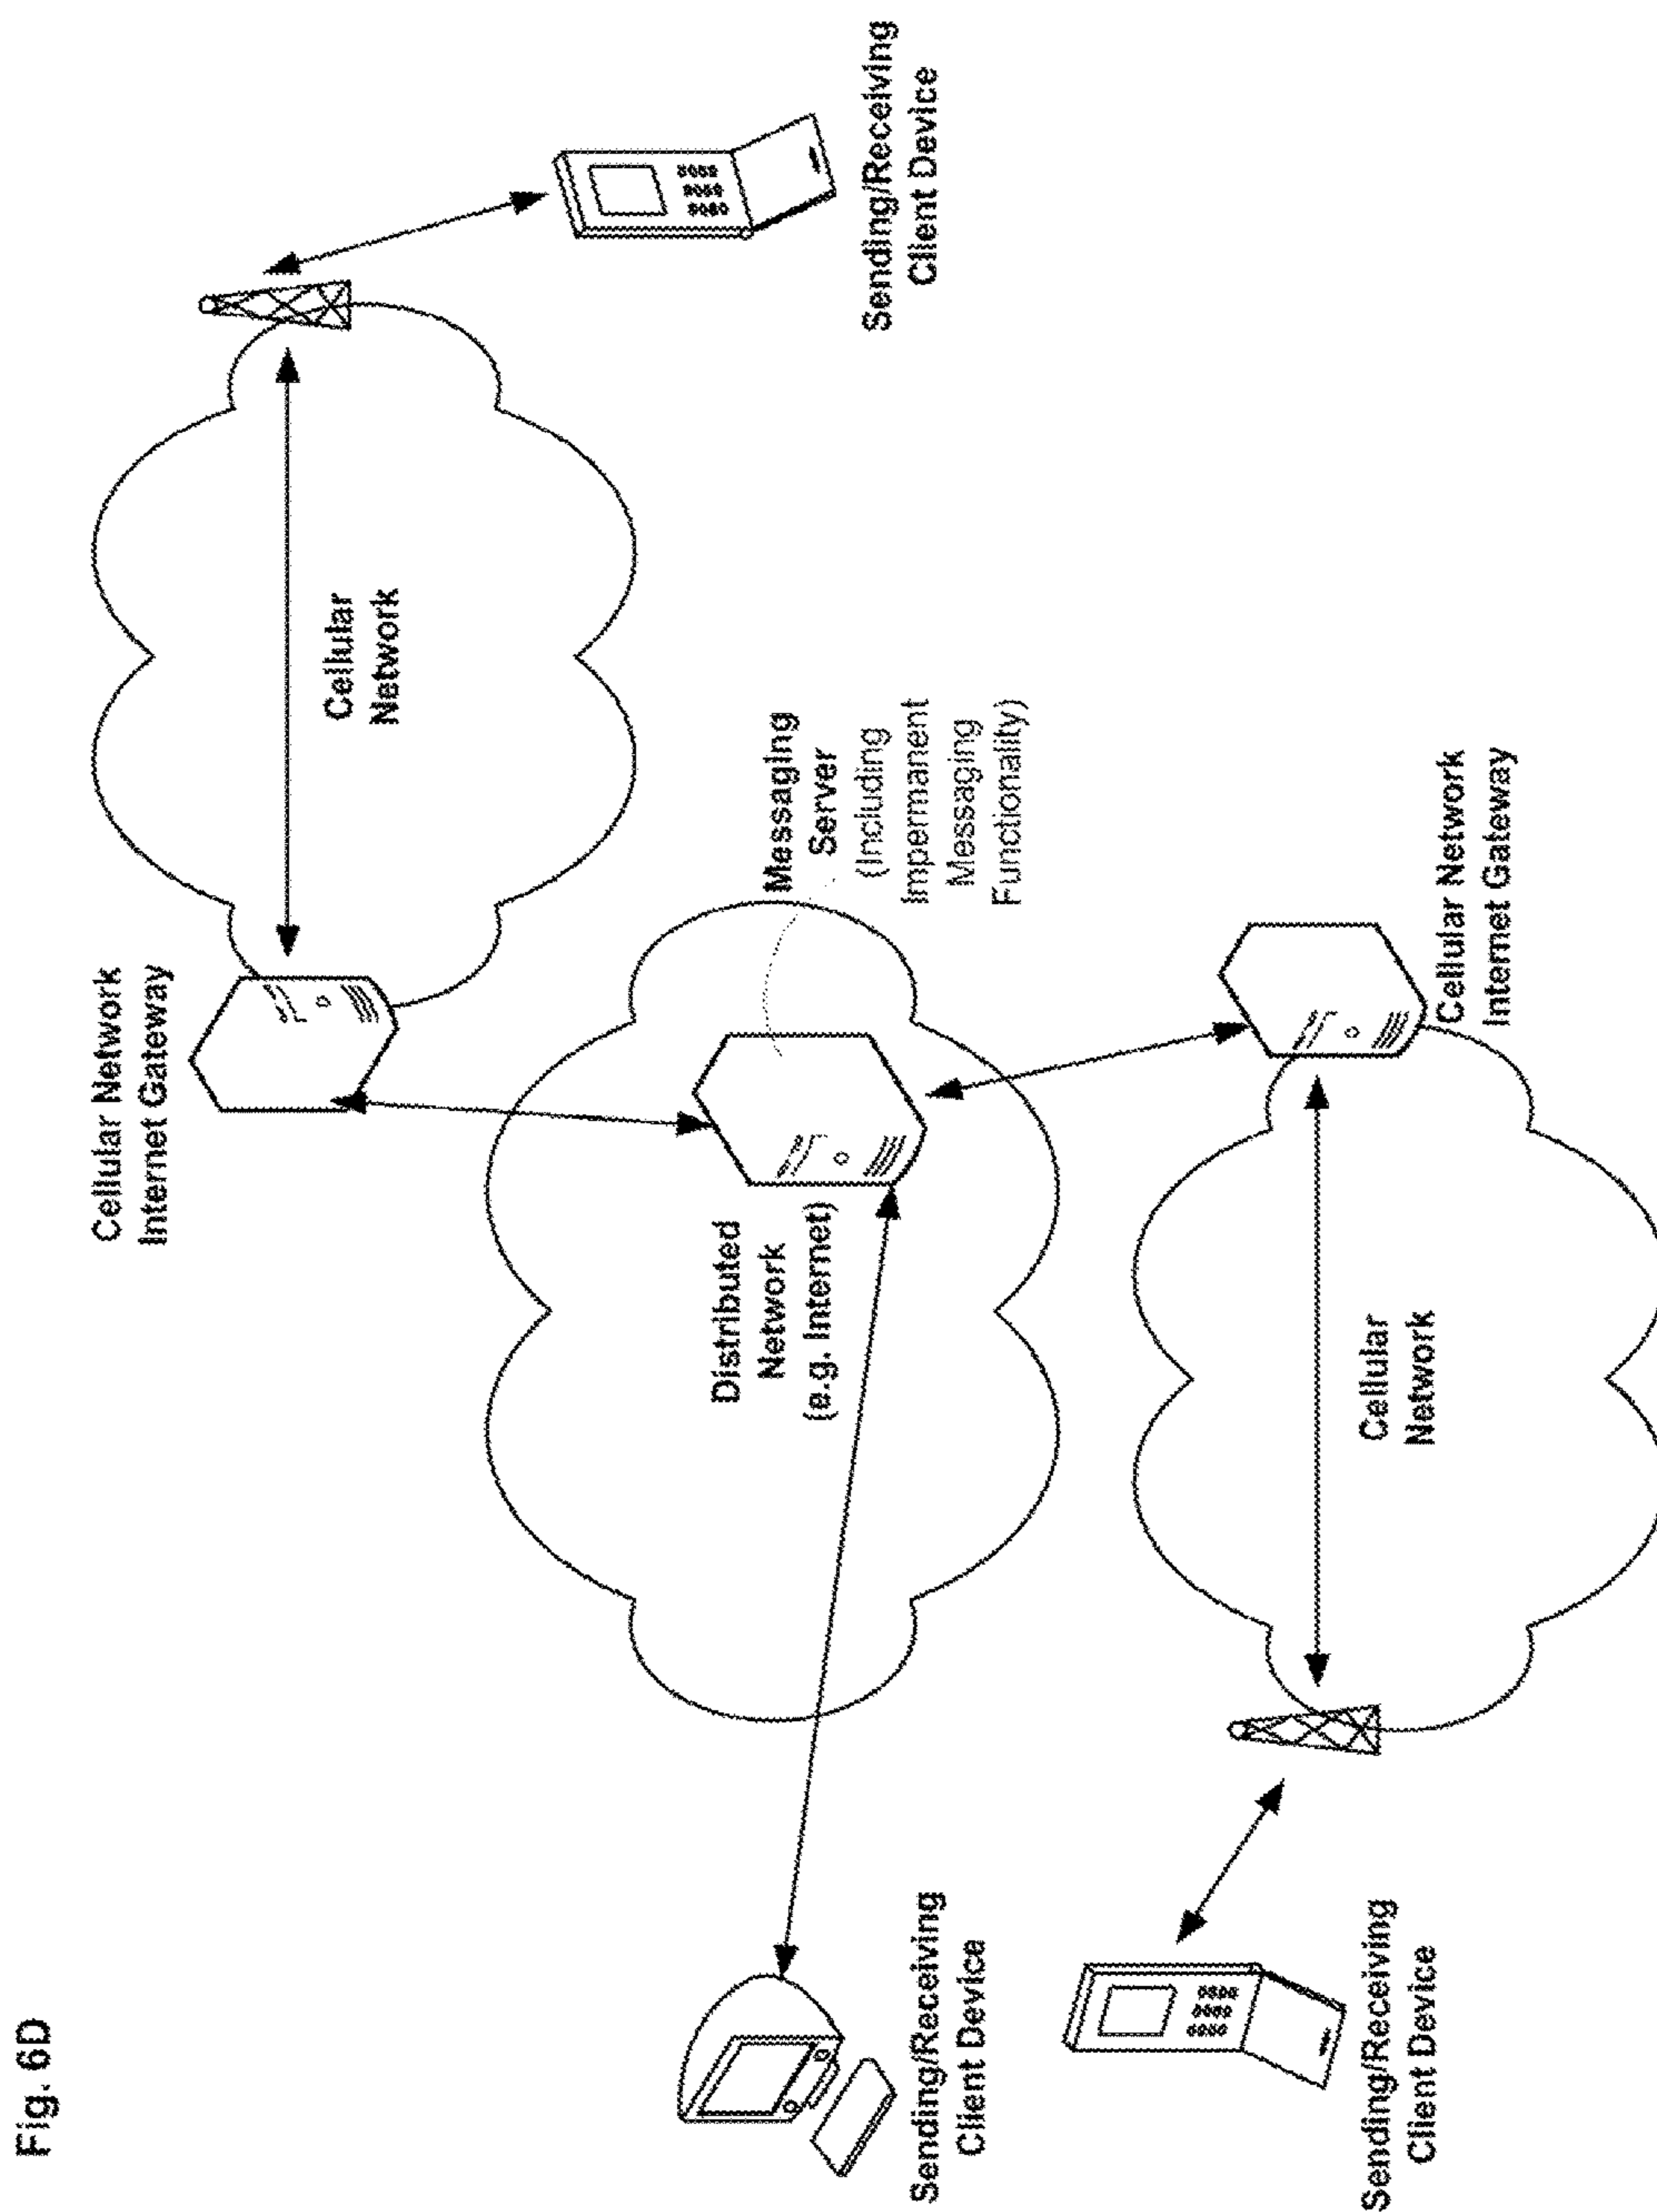 Fig. 6D
Cellular Network
Internet Gateway
Cellular
Network
Sending/Receiving
Client Device
Distributed
Network
(e.g. Internet)
Messaging
Server
(Including
Impermanent
Messaging
Functionality)
Sending/Receiving
Client Device
Cellular
Network
Cellular Network
Internet Gateway
Sending/Receiving
Client Device